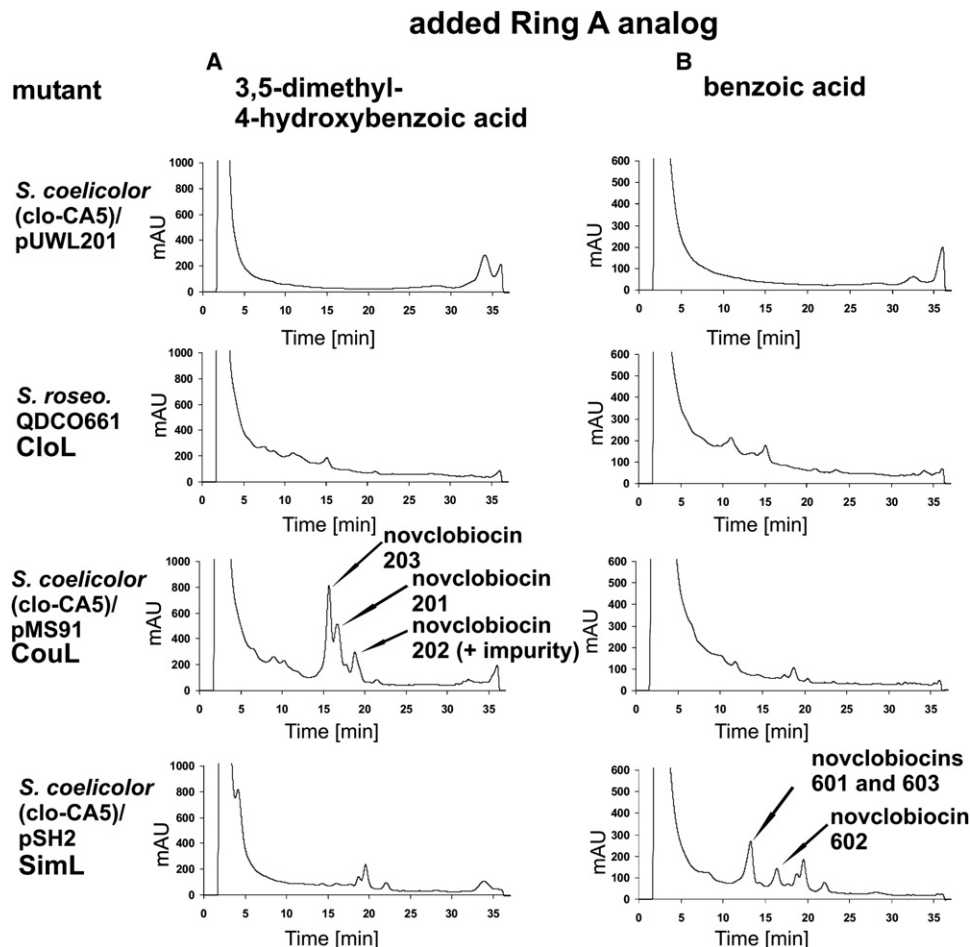 added Ring A analog
mutant
A
3,5-dimethyl-
4-hydroxybenzoic acid
B
benzoic acid
S. coelicolor
(clo-CA5)/
pUWL201
mAU
1000
800
600
400
200
0
0 5 10 15 20 25 30 35
Time [min]
mAU
600
500
400
300
200
100
0
0 5 10 15 20 25 30 35
Time [min]
S. roseo.
QDCO661
CloL
mAU
1000
800
600
400
200
0
0 5 10 15 20 25 30 35
Time [min]
mAU
600
500
400
300
200
100
0
0 5 10 15 20 25 30 35
Time [min]
S. coelicolor
(clo-CA5)/
pMS91
CouL
mAU
1000
800
600
400
200
0
0 5 10 15 20 25 30 35
Time [min]
novclobiocin
203
novclobiocin
201
novclobiocin
202 (+ impurity)
mAU
600
500
400
300
200
100
0
0 5 10 15 20 25 30 35
Time [min]
S. coelicolor
(clo-CA5)/
pSH2
SimL
mAU
1000
800
600
400
200
0
0 5 10 15 20 25 30 35
Time [min]
mAU
600
500
400
300
200
100
0
0 5 10 15 20 25 30 35
Time [min]
novclobiocins
601 and 603
novclobiocin
602